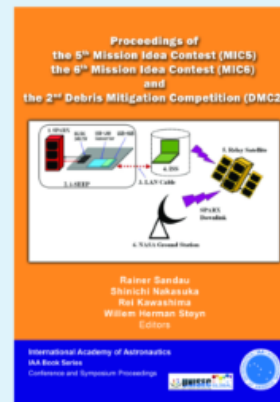 Proceedings of
the 5th Mission Idea Contest (MIC5)
the 6th Mission Idea Contest (MIC6)
and
the 2nd Debris Mitigation Competition (DMC2)
1. SPARX
2. i-SEEP
3. LAN Cable
4. ISS
5. Relay Satellite
SPARX
Downlink
6. NASA Ground Station
Rainer Sandau
Shinichi Nakasuka
Rei Kawashima
Willem Herman Steyn
Editors
International Academy of Astronautics
IAA Book Series
Conference and Symposium Proceedings
UNISEC